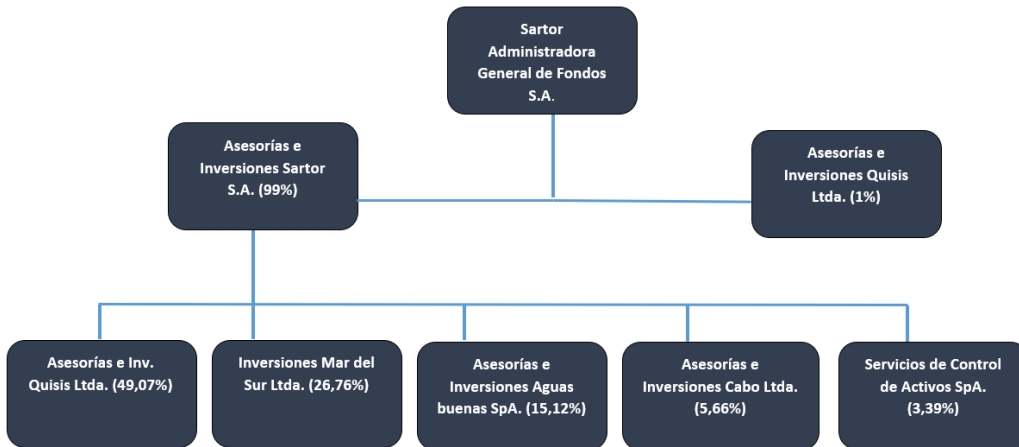 Sartor
Administradora
General de Fondos
S.A.
Asesorías e
Inversiones Sartor
S.A. (99%)
Asesorías e
Inversiones Quisis
Ltda. (1%)
Asesorías e Inv.
Quisis Ltda. (49,07%)
Inversiones Mar del
Sur Ltda. (26,76%)
Asesorías e
Inversiones Aguas
buenas SpA. (15,12%)
Asesorías e
Inversiones Cabo Ltda.
(5,66%)
Servicios de Control
de Activos SpA.
(3,39%)